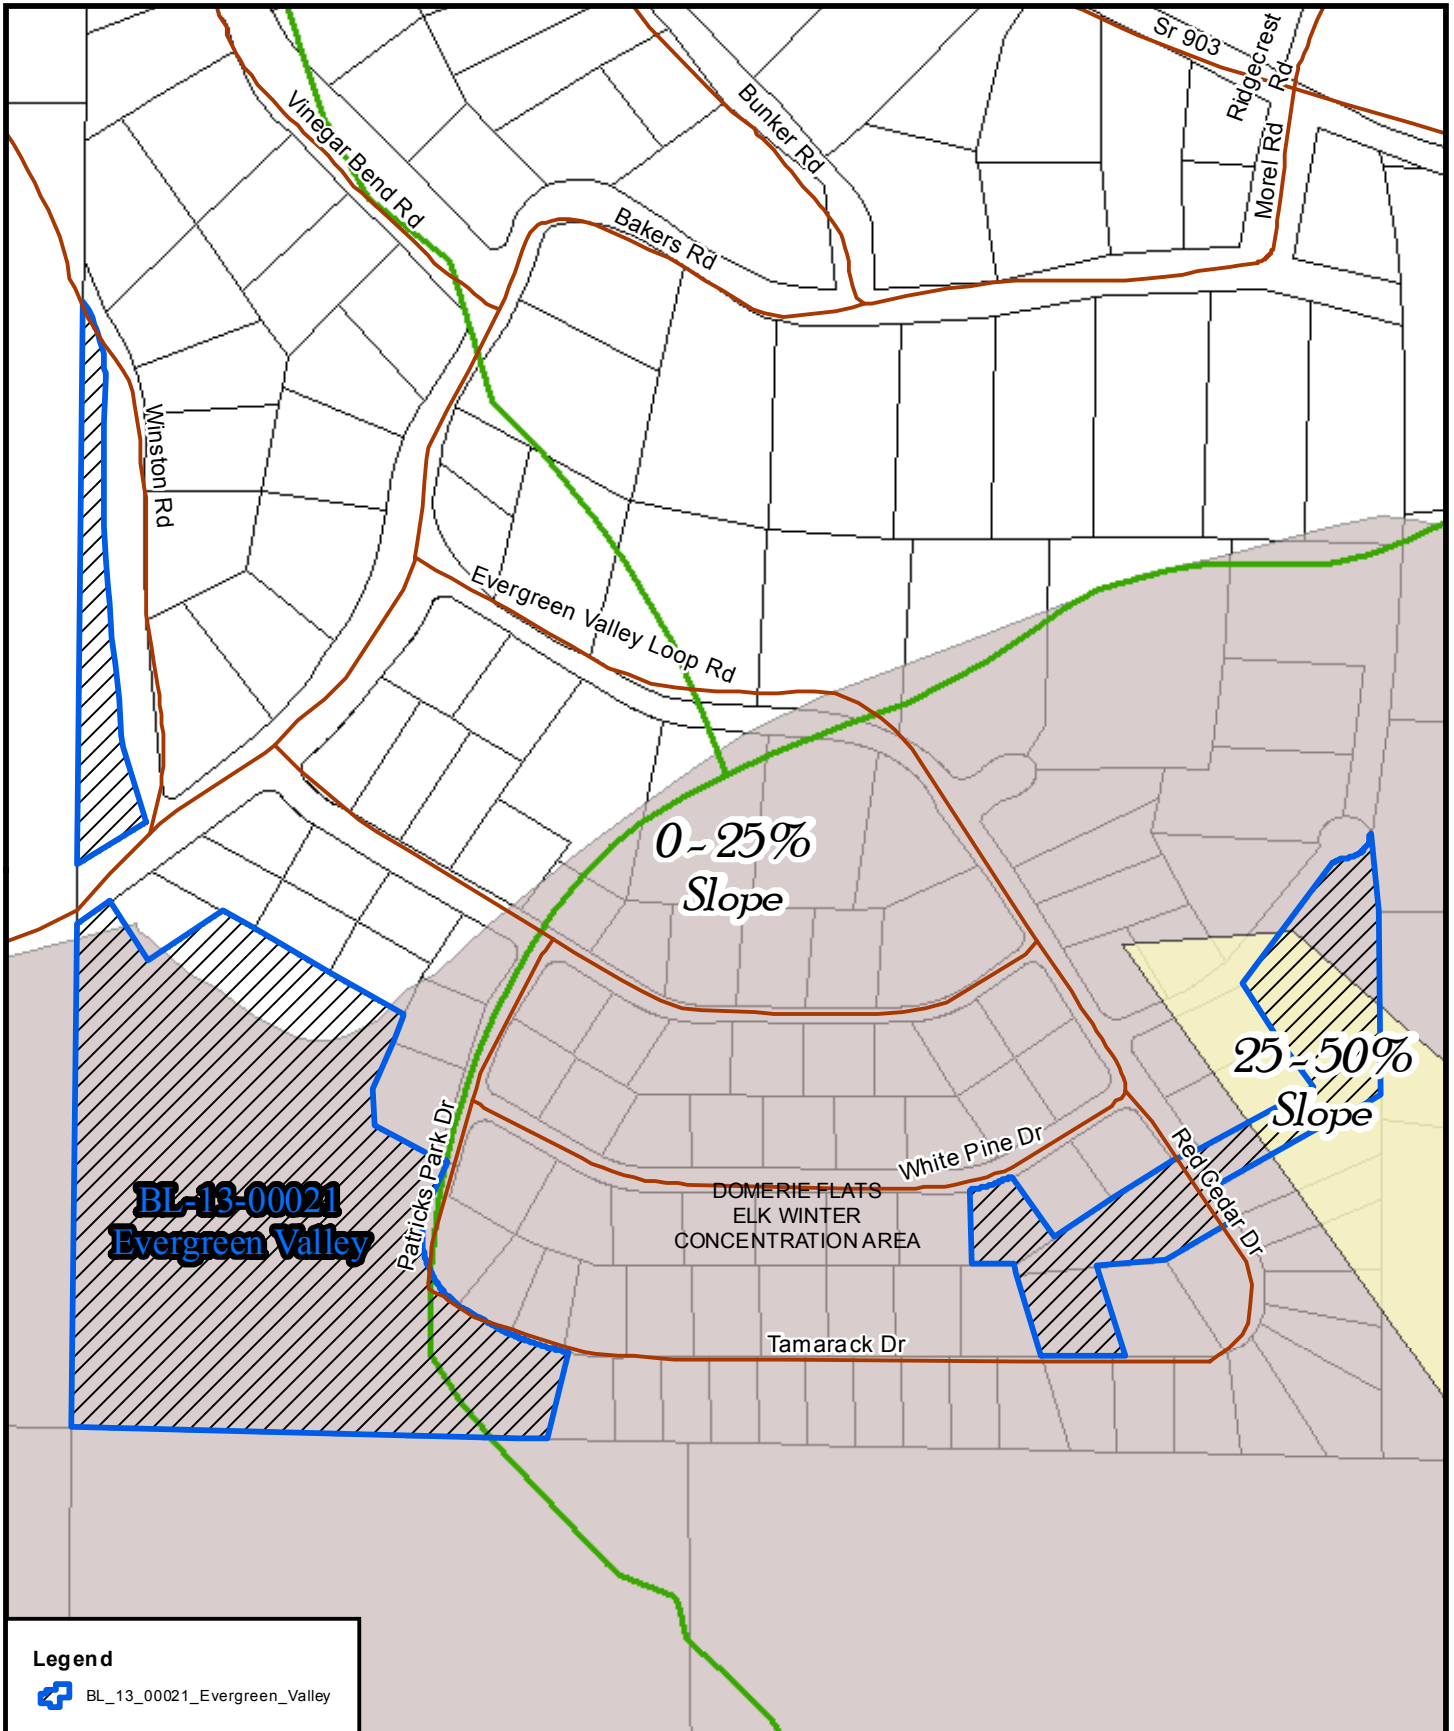 Sr 903
Ridgecrest
Rd
Vinegar Bend Rd
Bunker Rd
Morel Rd
Bakers Rd
Winston Rd
Evergreen Valley Loop Rd
0 - 25%
Slope
25 - 50%
Slope
Patricks Park Dr
White Pine Dr
Red Cedar Dr
DOMERIE FLATS
ELK WINTER
CONCENTRATION AREA
BL-13-00021
Evergreen Valley
Tamarack Dr
Legend
BL_13_00021_Evergreen_Valley